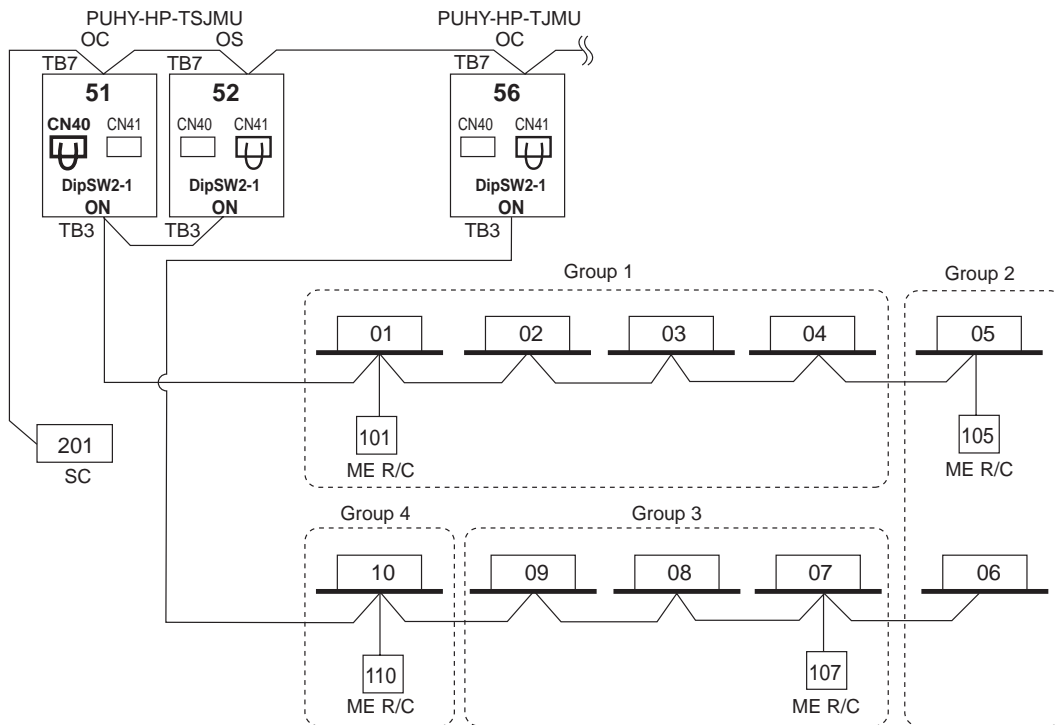 PUHY-HP-TSJMU PUHY-HP-TJMU
OC OS OC
TB7 TB7 TB7
51 52 56
CN40 CN41 CN40 CN41 CN40 CN41
DipSW2-1 DipSW2-1 DipSW2-1
ON ON ON
TB3 TB3 TB3
Group 1 Group 2
01 02 03 04 05
101 105
ME R/C ME R/C
201
SC
Group 4 Group 3
10 09 08 07 06
110 107
ME R/C ME R/C